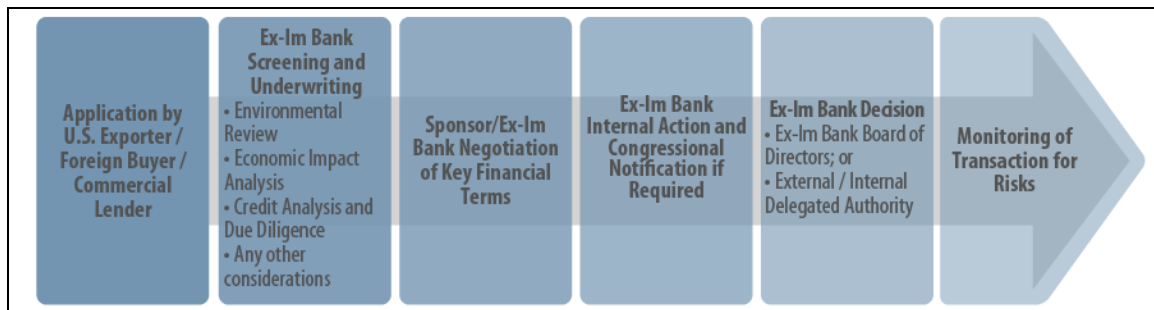 Application by
U.S. Exporter /
Foreign Buyer /
Commercial
Lender
Ex-Im Bank
Screening and
Underwriting
• Environmental
Review
• Economic Impact
Analysis
• Credit Analysis and
Due Diligence
• Any other
considerations
Sponsor/Ex-Im
Bank Negotiation
of Key Financial
Terms
Ex-Im Bank
Internal Action and
Congressional
Notification if
Required
Ex-Im Bank Decision
• Ex-Im Bank Board of
Directors; or
• External / Internal
Delegated Authority
Monitoring of
Transaction for
Risks